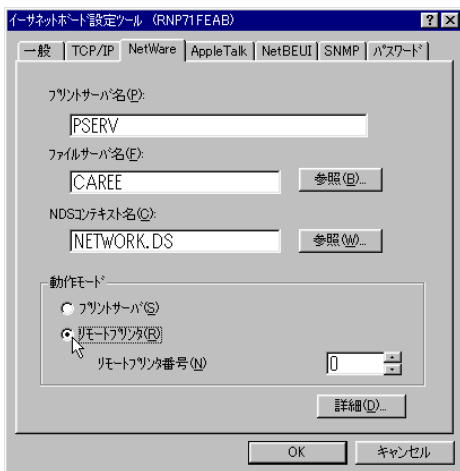 イーサネットボード設定ツール (RNP71FEAB)
一般 TCP/IP NetWare AppleTalk NetBEUI SNMP パスワード
プリントサーバ名(P):
PSERV
ファイルサーバ名(F):
CAREE
参照(B)...
NDSコンテキスト名(C):
NETWORK.DS
参照(W)...
動作モード
プリントサーバ(S)
リモートプリンタ(R)
リモートプリンタ番号(N)
0
詳細(D)...
OK キャンセル